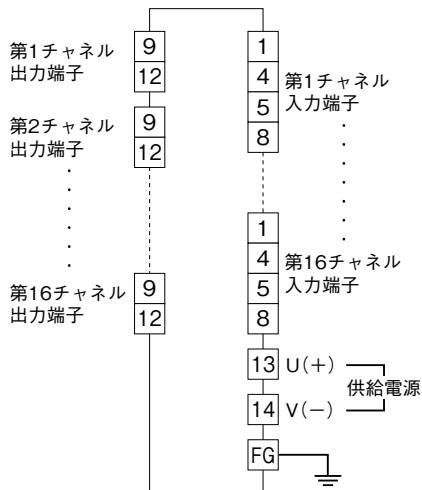 第1チャネル
出力端子
9
12
第2チャネル
出力端子
9
12
第16チャネル
出力端子
9
12
1
4
5
8
第1チャネル
入力端子
1
4
5
8
第16チャネル
入力端子
13 U(+)
供給電源
14 V(−)
FG